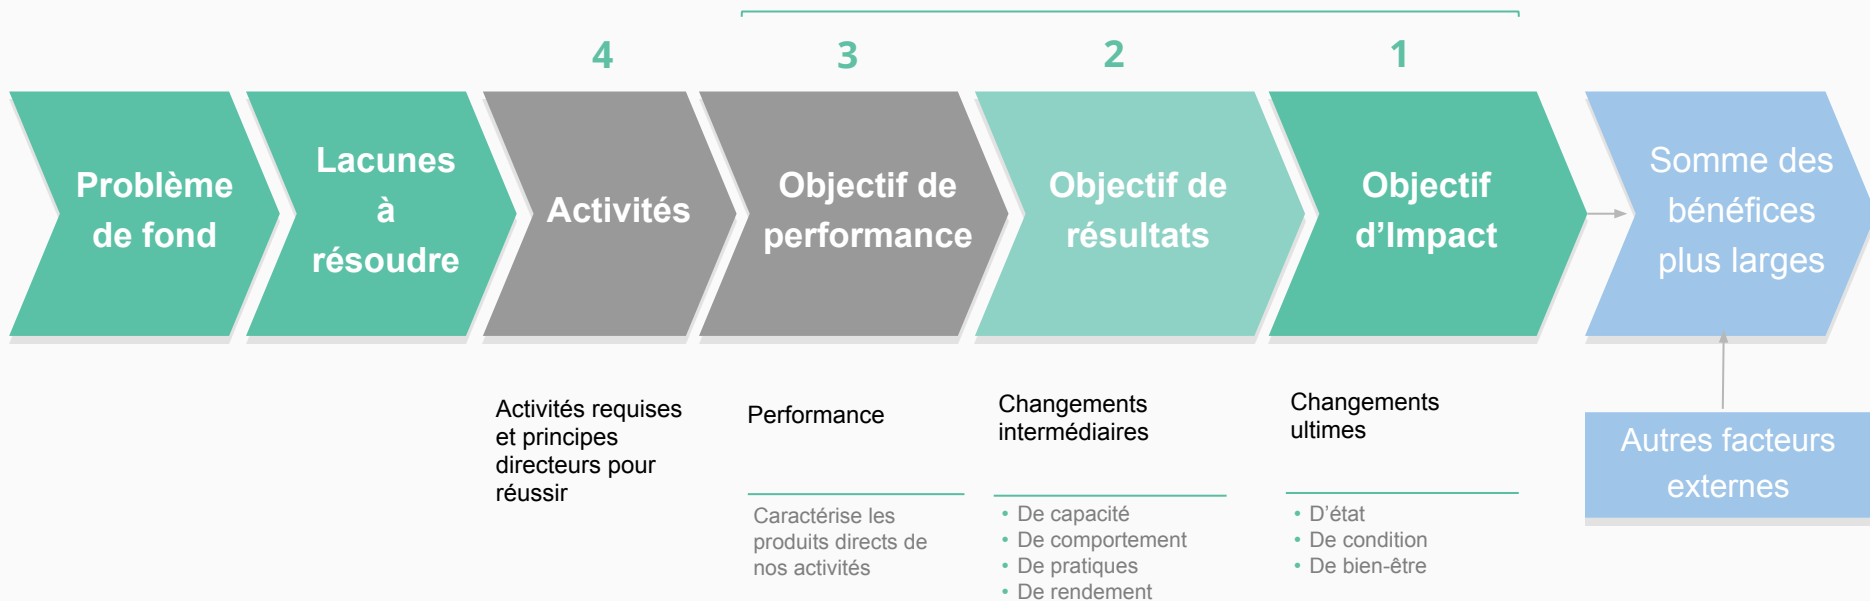 4
3
2
1
Problème
de fond
Lacunes
à
résoudre
Activités
Objectif de
performance
Objectif de
résultats
Objectif
d’Impact
Somme des
bénéfices
plus larges
Activités requises
et principes
directeurs pour
réussir
Performance
Caractérise les
produits directs de
nos activités
Changements
intermédiaires
• De capacité
• De comportement
• De pratiques
• De rendement
Changements
ultimes
• D’état
• De condition
• De bien-être
Autres facteurs
externes